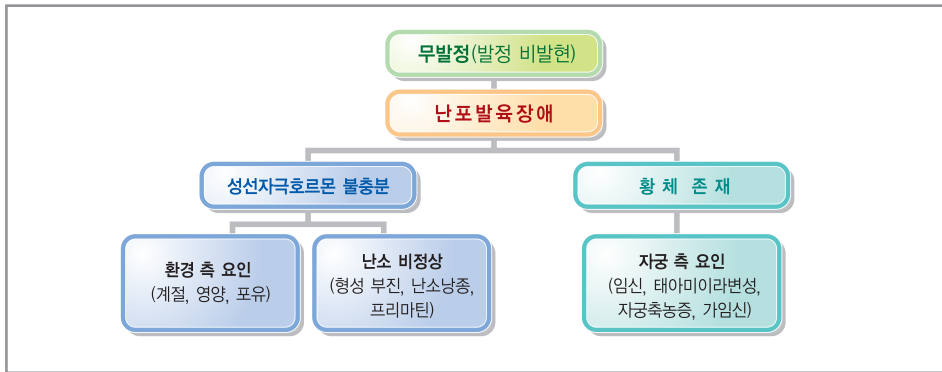 무발정(발정 비발현)
난포발육장애
성선자극호르몬 불충분
황체 존재
환경 측 요인
(계절, 영양, 포유)
난소 비정상
(형성 부진, 난소낭종,
프리마틴)
자궁 측 요인
(임신, 태아미이라변성,
자궁축농증, 가임신)